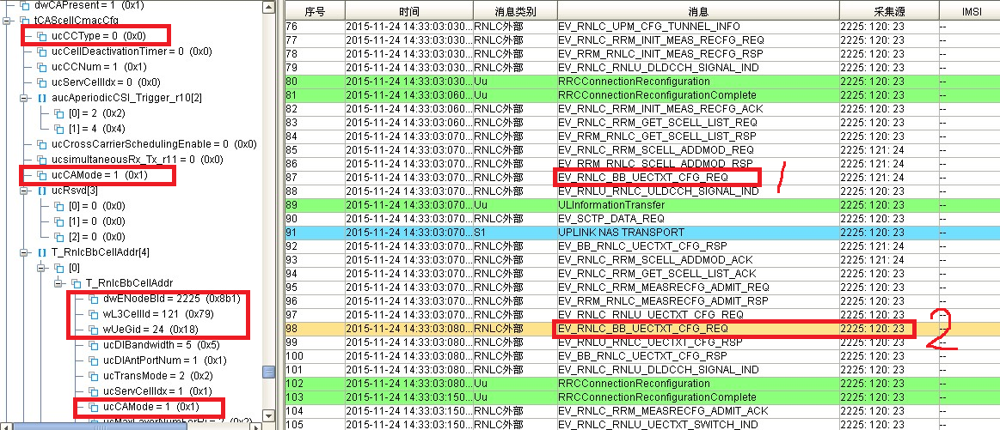 dwCAPresent = 1 (0x1)
tCAScellCmacCfg
ucCCType = 0 (0x0)
ucCellDeactivationTimer = 0 (0x0)
ucCCNum = 1 (0x1)
ucServCellIdx = 0 (0x0)
aucAperiodicCSI_Trigger_r10[2]
[0] = 2 (0x2)
[1] = 4 (0x4)
ucCrossCarrierSchedulingEnable = 0 (0x0)
ucsimultaneousRx_Tx_r11 = 0 (0x0)
ucCAMode = 1 (0x1)
ucRsvd[3]
[0] = 0 (0x0)
[1] = 0 (0x0)
[2] = 0 (0x0)
T_RnlcBbCellAddr[4]
[0]
T_RnlcBbCellAddr
dwENodeBId = 2225 (0x8b1)
wL3CellId = 121 (0x79)
wUeGid = 24 (0x18)
ucDlBandwidth = 5 (0x5)
ucDlAntPortNum = 1 (0x1)
ucTransMode = 2 (0x2)
ucServCellIdx = 1 (0x1)
ucCAMode = 1 (0x1)
序号 时间 消息类别 消息 采集源 IMSI
76 2015-11-24 14:33:03:030... RNLC外部 EV_RNLC_UPM_CFG_TUNNEL_INFO 2225: 120: 23 --
77 2015-11-24 14:33:03:030... RNLC外部 EV_RNLC_RRM_INIT_MEAS_RECFG_REQ 2225: 120: 23 --
78 2015-11-24 14:33:03:030... RNLC外部 EV_RRM_RNLC_INIT_MEAS_RECFG_RSP 2225: 120: 23 --
79 2015-11-24 14:33:03:030... RNLC外部 EV_RNLC_RNLU_DLDCCH_SIGNAL_IND 2225: 120: 23 --
80 2015-11-24 14:33:03:030... Uu RRCConnectionReconfiguration 2225: 120: 23 --
81 2015-11-24 14:33:03:060... Uu RRCConnectionReconfigurationComplete 2225: 120: 23 --
82 2015-11-24 14:33:03:060... RNLC外部 EV_RNLC_RRM_INIT_MEAS_RECFG_ACK 2225: 120: 23 --
83 2015-11-24 14:33:03:060... RNLC外部 EV_RNLC_RRM_GET_SCELL_LIST_REQ 2225: 120: 23 --
84 2015-11-24 14:33:03:070... RNLC外部 EV_RRM_RNLC_GET_SCELL_LIST_RSP 2225: 120: 23 --
85 2015-11-24 14:33:03:070... RNLC外部 EV_RNLC_RRM_SCELL_ADDMOD_REQ 2225: 121: 24 --
86 2015-11-24 14:33:03:070... RNLC外部 EV_RRM_RNLC_SCELL_ADDMOD_RSP 2225: 121: 24 --
87 2015-11-24 14:33:03:070... RNLC外部 EV_RNLC_BB_UECTXT_CFG_REQ 2225: 121: 24 -- 1
88 2015-11-24 14:33:03:070... RNLC外部 EV_RNLU_RNLC_ULDCCH_SIGNAL_IND 2225: 120: 23 --
89 2015-11-24 14:33:03:070... Uu ULInformationTransfer 2225: 120: 23 --
90 2015-11-24 14:33:03:070... RNLC外部 EV_SCTP_DATA_REQ 2225: 120: 23 --
91 2015-11-24 14:33:03:070... S1 UPLINK NAS TRANSPORT 2225: 120: 23 --
92 2015-11-24 14:33:03:070... RNLC外部 EV_BB_RNLC_UECTXT_CFG_RSP 2225: 121: 24 --
93 2015-11-24 14:33:03:070... RNLC外部 EV_RNLC_RRM_SCELL_ADDMOD_ACK 2225: 121: 24 --
94 2015-11-24 14:33:03:070... RNLC外部 EV_RNLC_RRM_GET_SCELL_LIST_ACK 2225: 120: 23 --
95 2015-11-24 14:33:03:070... RNLC外部 EV_RNLC_RRM_MEASRECFG_ADMIT_REQ 2225: 120: 23 --
96 2015-11-24 14:33:03:070... RNLC外部 EV_RRM_RNLC_MEASRECFG_ADMIT_RSP 2225: 120: 23 --
97 2015-11-24 14:33:03:070... RNLC外部 EV_RNLC_RNLU_UECTXT_CFG_REQ 2225: 120: 23 --
98 2015-11-24 14:33:03:080... RNLC外部 EV_RNLC_BB_UECTXT_CFG_REQ 2225: 120: 23 -- 2
99 2015-11-24 14:33:03:080... RNLC外部 EV_RNLU_RNLC_UECTXT_CFG_RSP 2225: 120: 23 --
100 2015-11-24 14:33:03:080... RNLC外部 EV_BB_RNLC_UECTXT_CFG_RSP 2225: 120: 23 --
101 2015-11-24 14:33:03:080... RNLC外部 EV_RNLC_RNLU_DLDCCH_SIGNAL_IND 2225: 120: 23 --
102 2015-11-24 14:33:03:080... Uu RRCConnectionReconfiguration 2225: 120: 23 --
103 2015-11-24 14:33:03:150... Uu RRCConnectionReconfigurationComplete 2225: 120: 23 --
104 2015-11-24 14:33:03:150... RNLC外部 EV_RNLC_RRM_MEASRECFG_ADMIT_ACK 2225: 120: 23 --
105 2015-11-24 14:33:03:150... RNLC外部 EV_RNLC_RNLU_UECTXT_SWITCH_IND 2225: 120: 23 --